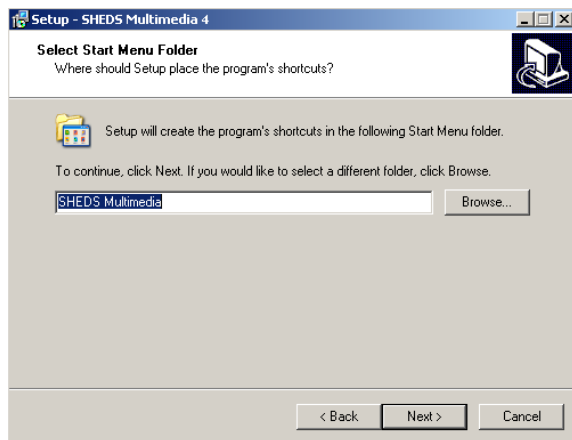 Setup - SHEDS Multimedia 4
Select Start Menu Folder
Where should Setup place the program's shortcuts?
Setup will create the program's shortcuts in the following Start Menu folder.
To continue, click Next. If you would like to select a different folder, click Browse.
SHEDS Multimedia
Browse...
< Back
Next >
Cancel